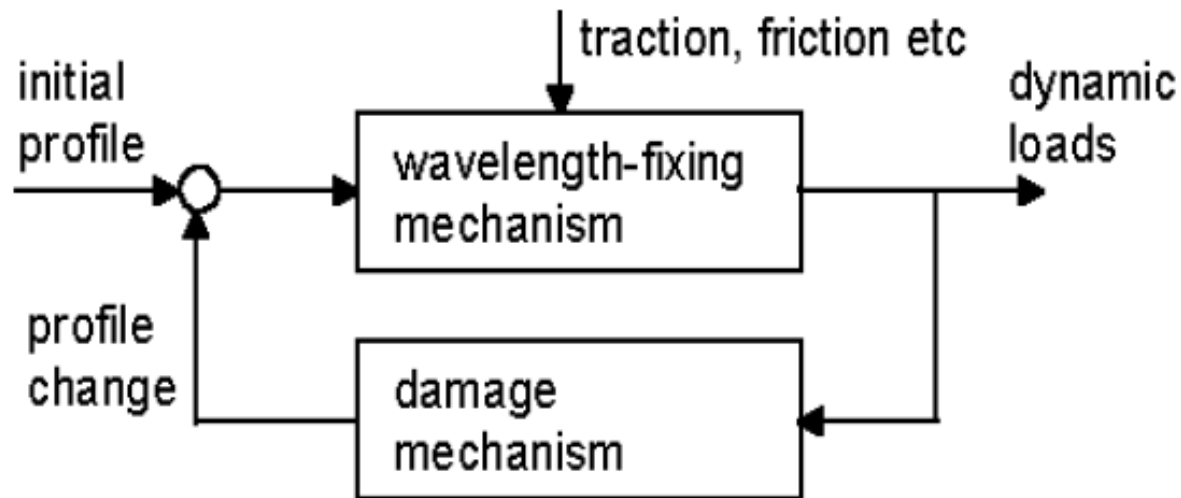 traction, friction etc
initial
profile
dynamic
loads
wavelength-fixing
mechanism
profile
change
damage
mechanism